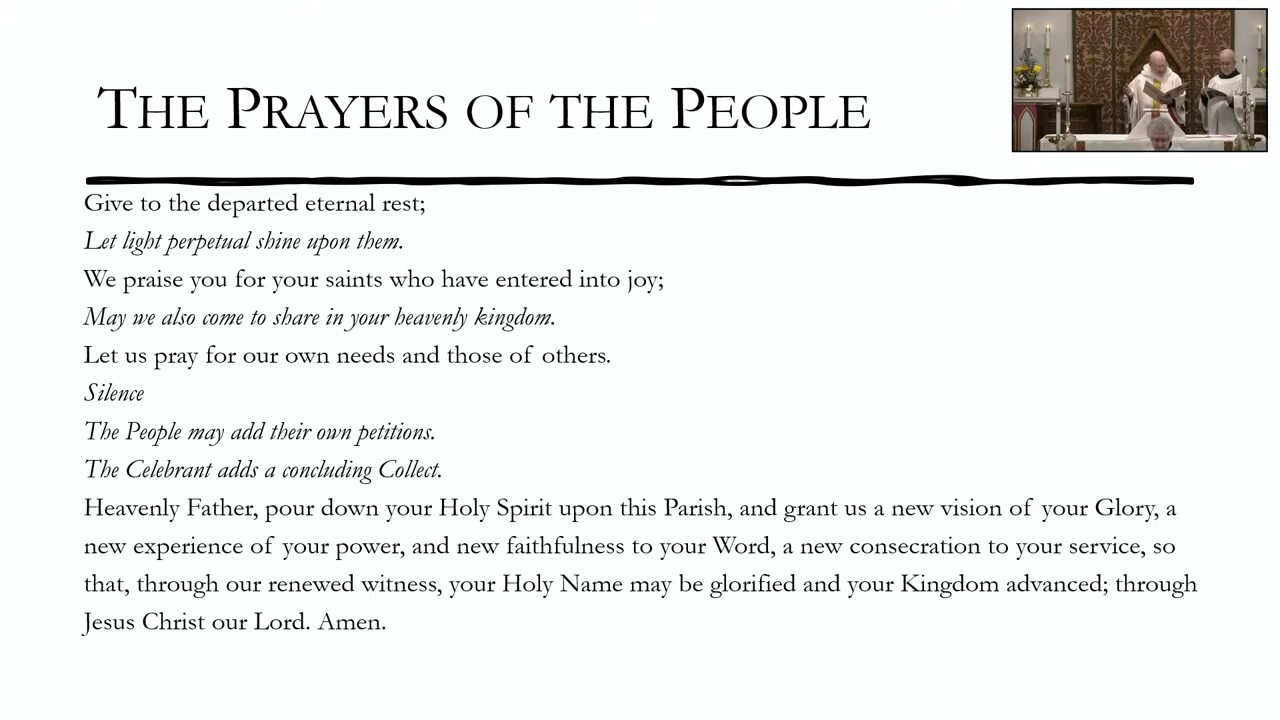 THE PRAYERS OF THE PEOPLE
Give to the departed eternal rest;
Let light perpetual shine upon them.
We praise you for your saints who have entered into joy;
May we also come to share in your heavenly kingdom.
Let us pray for our own needs and those of others.
Silence
The People may add their own petitions.
The Celebrant adds a concluding Collect.
Heavenly Father, pour down your Holy Spirit upon this Parish, and grant us a new vision of your Glory, a
new experience of your power, and new faithfulness to your Word, a new consecration to your service, so
that, through our renewed witness, your Holy Name may be glorified and your Kingdom advanced; through
Jesus Christ our Lord. Amen.